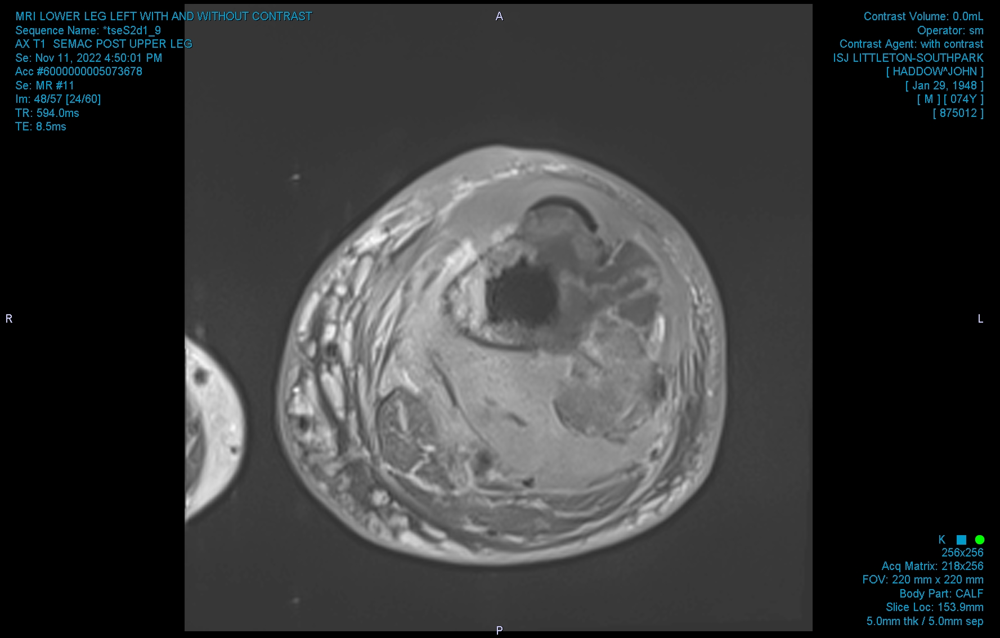 MRI LOWER LEG LEFT WITH AND WITHOUT CONTRAST
Sequence Name: *tseS2d1_9
AX T1  SEMAC POST UPPER LEG
Se: Nov 11, 2022 4:50:01 PM
Acc #6000000005073678
Se: MR #11
Im: 48/57 [24/60]
TR: 594.0ms
TE: 8.5ms
A
Contrast Volume: 0.0mL
Operator: sm
Contrast Agent: with contrast
ISJ LITTLETON-SOUTHPARK
[ HADDOW^JOHN ]
[ Jan 29, 1948 ]
[ M ] [ 074Y ]
[ 875012 ]
R
L
K
256x256
Acq Matrix: 218x256
FOV: 220 mm x 220 mm
Body Part: CALF
Slice Loc: 153.9mm
5.0mm thk / 5.0mm sep
P